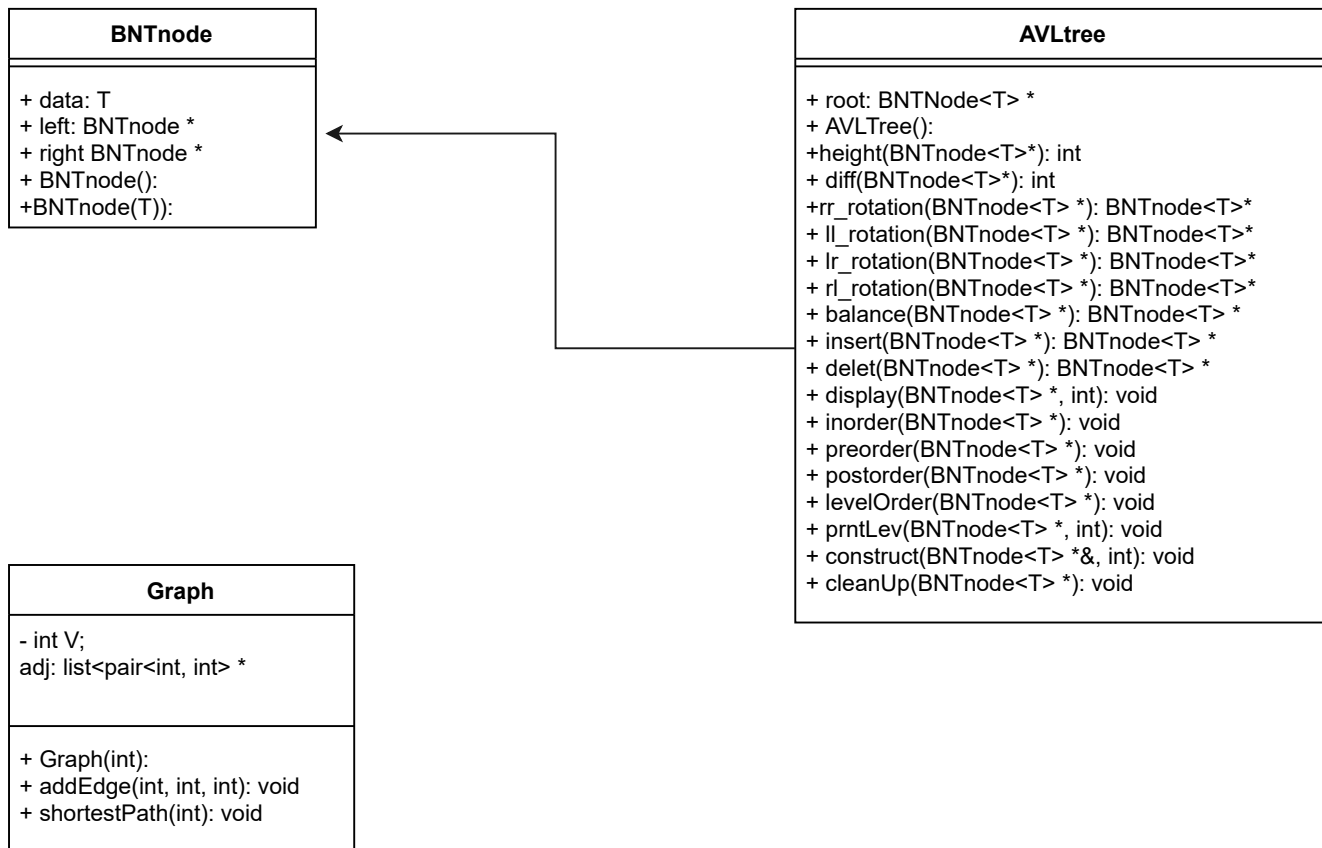 BNTnode
+ data: T
+ left: BNTnode *
+ right BNTnode *
+ BNTnode():
+BNTnode(T)):
AVLtree
+ root: BNTNode<T> *
+ AVLTree():
+height(BNTnode<T>*): int
+ diff(BNTnode<T>*): int
+rr_rotation(BNTnode<T> *): BNTnode<T>*
+ ll_rotation(BNTnode<T> *): BNTnode<T>*
+ lr_rotation(BNTnode<T> *): BNTnode<T>*
+ rl_rotation(BNTnode<T> *): BNTnode<T>*
+ balance(BNTnode<T> *): BNTnode<T> *
+ insert(BNTnode<T> *): BNTnode<T> *
+ delet(BNTnode<T> *): BNTnode<T> *
+ display(BNTnode<T> *, int): void
+ inorder(BNTnode<T> *): void
+ preorder(BNTnode<T> *): void
+ postorder(BNTnode<T> *): void
+ levelOrder(BNTnode<T> *): void
+ prntLev(BNTnode<T> *, int): void
+ construct(BNTnode<T> *&, int): void
+ cleanUp(BNTnode<T> *): void
Graph
- int V;
adj: list<pair<int, int> *
+ Graph(int):
+ addEdge(int, int, int): void
+ shortestPath(int): void